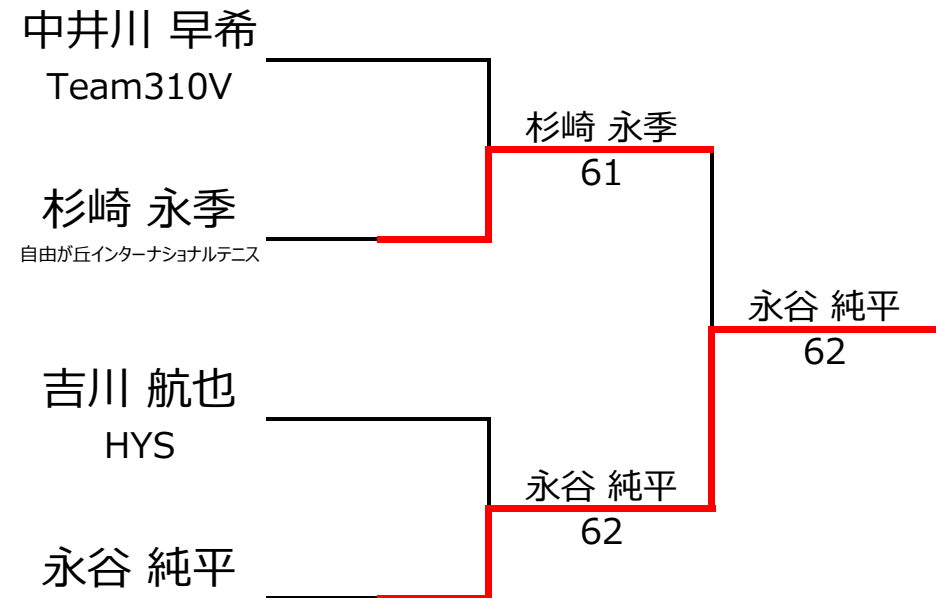 中井川 早希
Team310V
杉崎 永季
61
杉崎 永季
自由が丘インターナショナルテニス
永谷 純平
62
吉川 航也
HYS
永谷 純平
62
永谷 純平